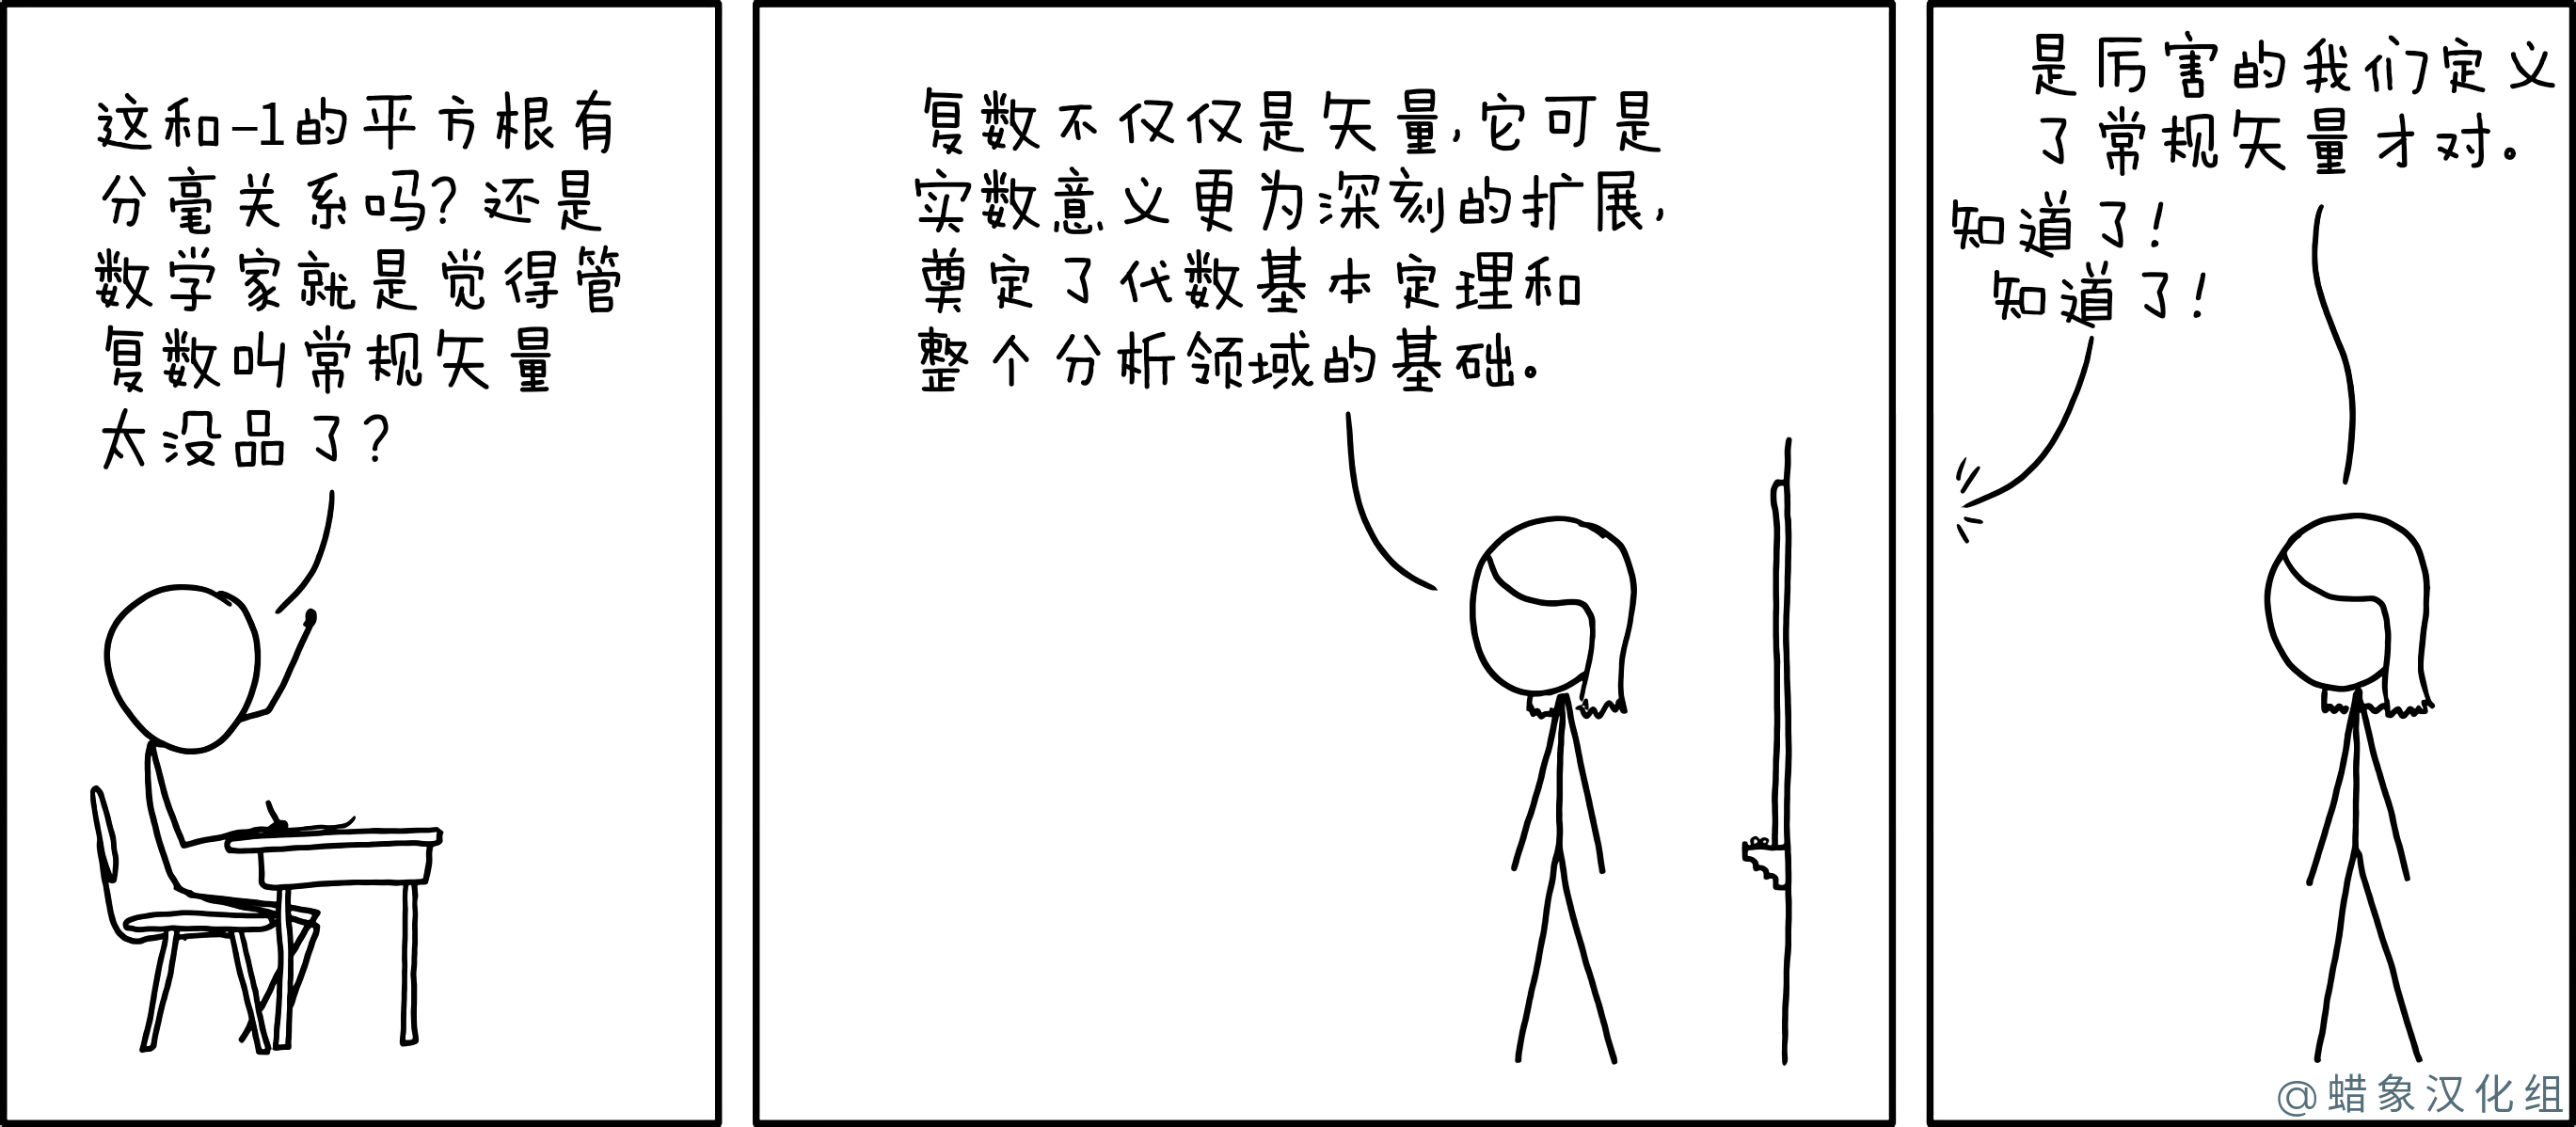 这和-1的平方根有
分毫关系吗？还是
数学家就是觉得管
复数叫常规矢量
太没品了？
复数不仅仅是矢量，它可是
实数意义更为深刻的扩展，
奠定了代数基本定理和
整个分析领域的基础。
是厉害的我们定义
了常规矢量才对。
知道了！
知道了！
@蜡象汉化组